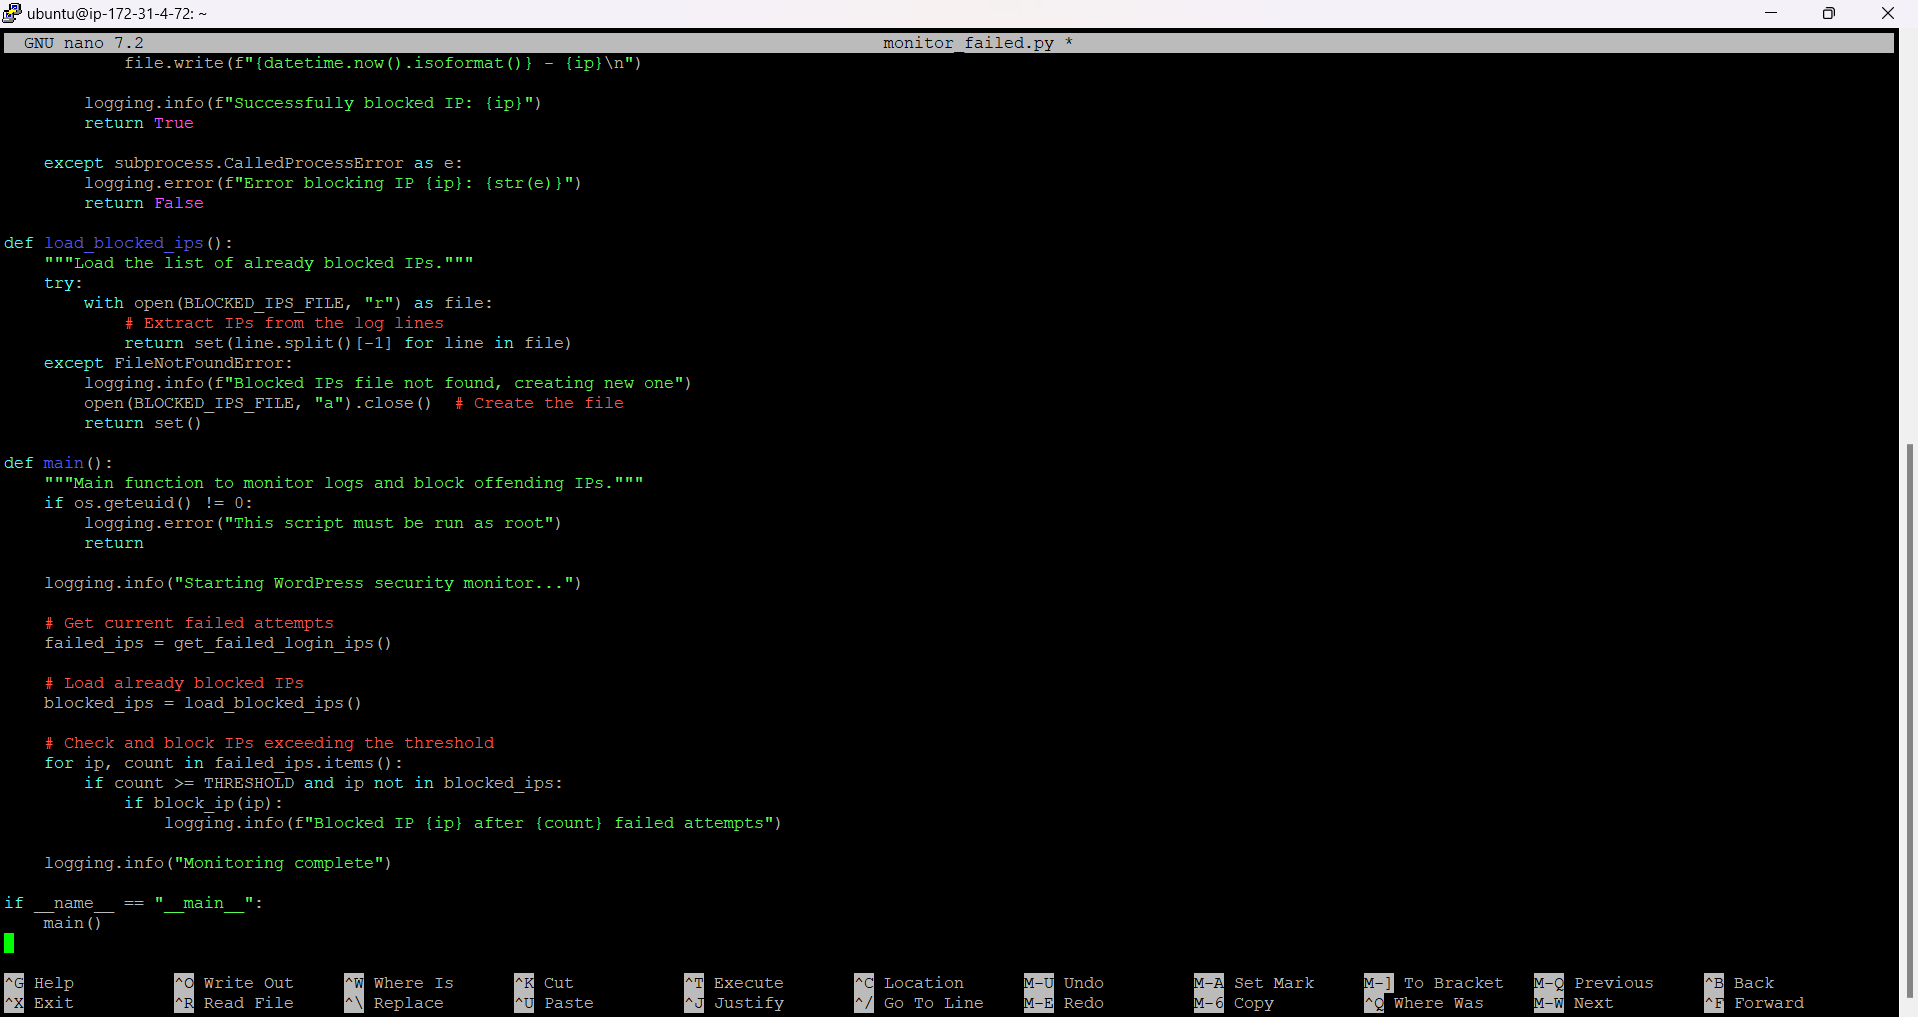 ubuntu@ip-172-31-4-72: ~
GNU nano 7.2 monitor_failed.py *
            file.write(f"{datetime.now().isoformat()} - {ip}\n")

        logging.info(f"Successfully blocked IP: {ip}")
        return True

    except subprocess.CalledProcessError as e:
        logging.error(f"Error blocking IP {ip}: {str(e)}")
        return False

def load_blocked_ips():
    """Load the list of already blocked IPs."""
    try:
        with open(BLOCKED_IPS_FILE, "r") as file:
            # Extract IPs from the log lines
            return set(line.split()[-1] for line in file)
    except FileNotFoundError:
        logging.info(f"Blocked IPs file not found, creating new one")
        open(BLOCKED_IPS_FILE, "a").close()  # Create the file
        return set()

def main():
    """Main function to monitor logs and block offending IPs."""
    if os.geteuid() != 0:
        logging.error("This script must be run as root")
        return

    logging.info("Starting WordPress security monitor...")

    # Get current failed attempts
    failed_ips = get_failed_login_ips()

    # Load already blocked IPs
    blocked_ips = load_blocked_ips()

    # Check and block IPs exceeding the threshold
    for ip, count in failed_ips.items():
        if count >= THRESHOLD and ip not in blocked_ips:
            if block_ip(ip):
                logging.info(f"Blocked IP {ip} after {count} failed attempts")

    logging.info("Monitoring complete")

if __name__ == "__main__":
    main()

^G Help ^O Write Out ^W Where Is ^K Cut ^T Execute ^C Location M-U Undo M-A Set Mark M-] To Bracket M-Q Previous ^B Back
^X Exit ^R Read File ^\ Replace ^U Paste ^J Justify ^/ Go To Line M-E Redo M-6 Copy ^Q Where Was M-W Next ^F Forward